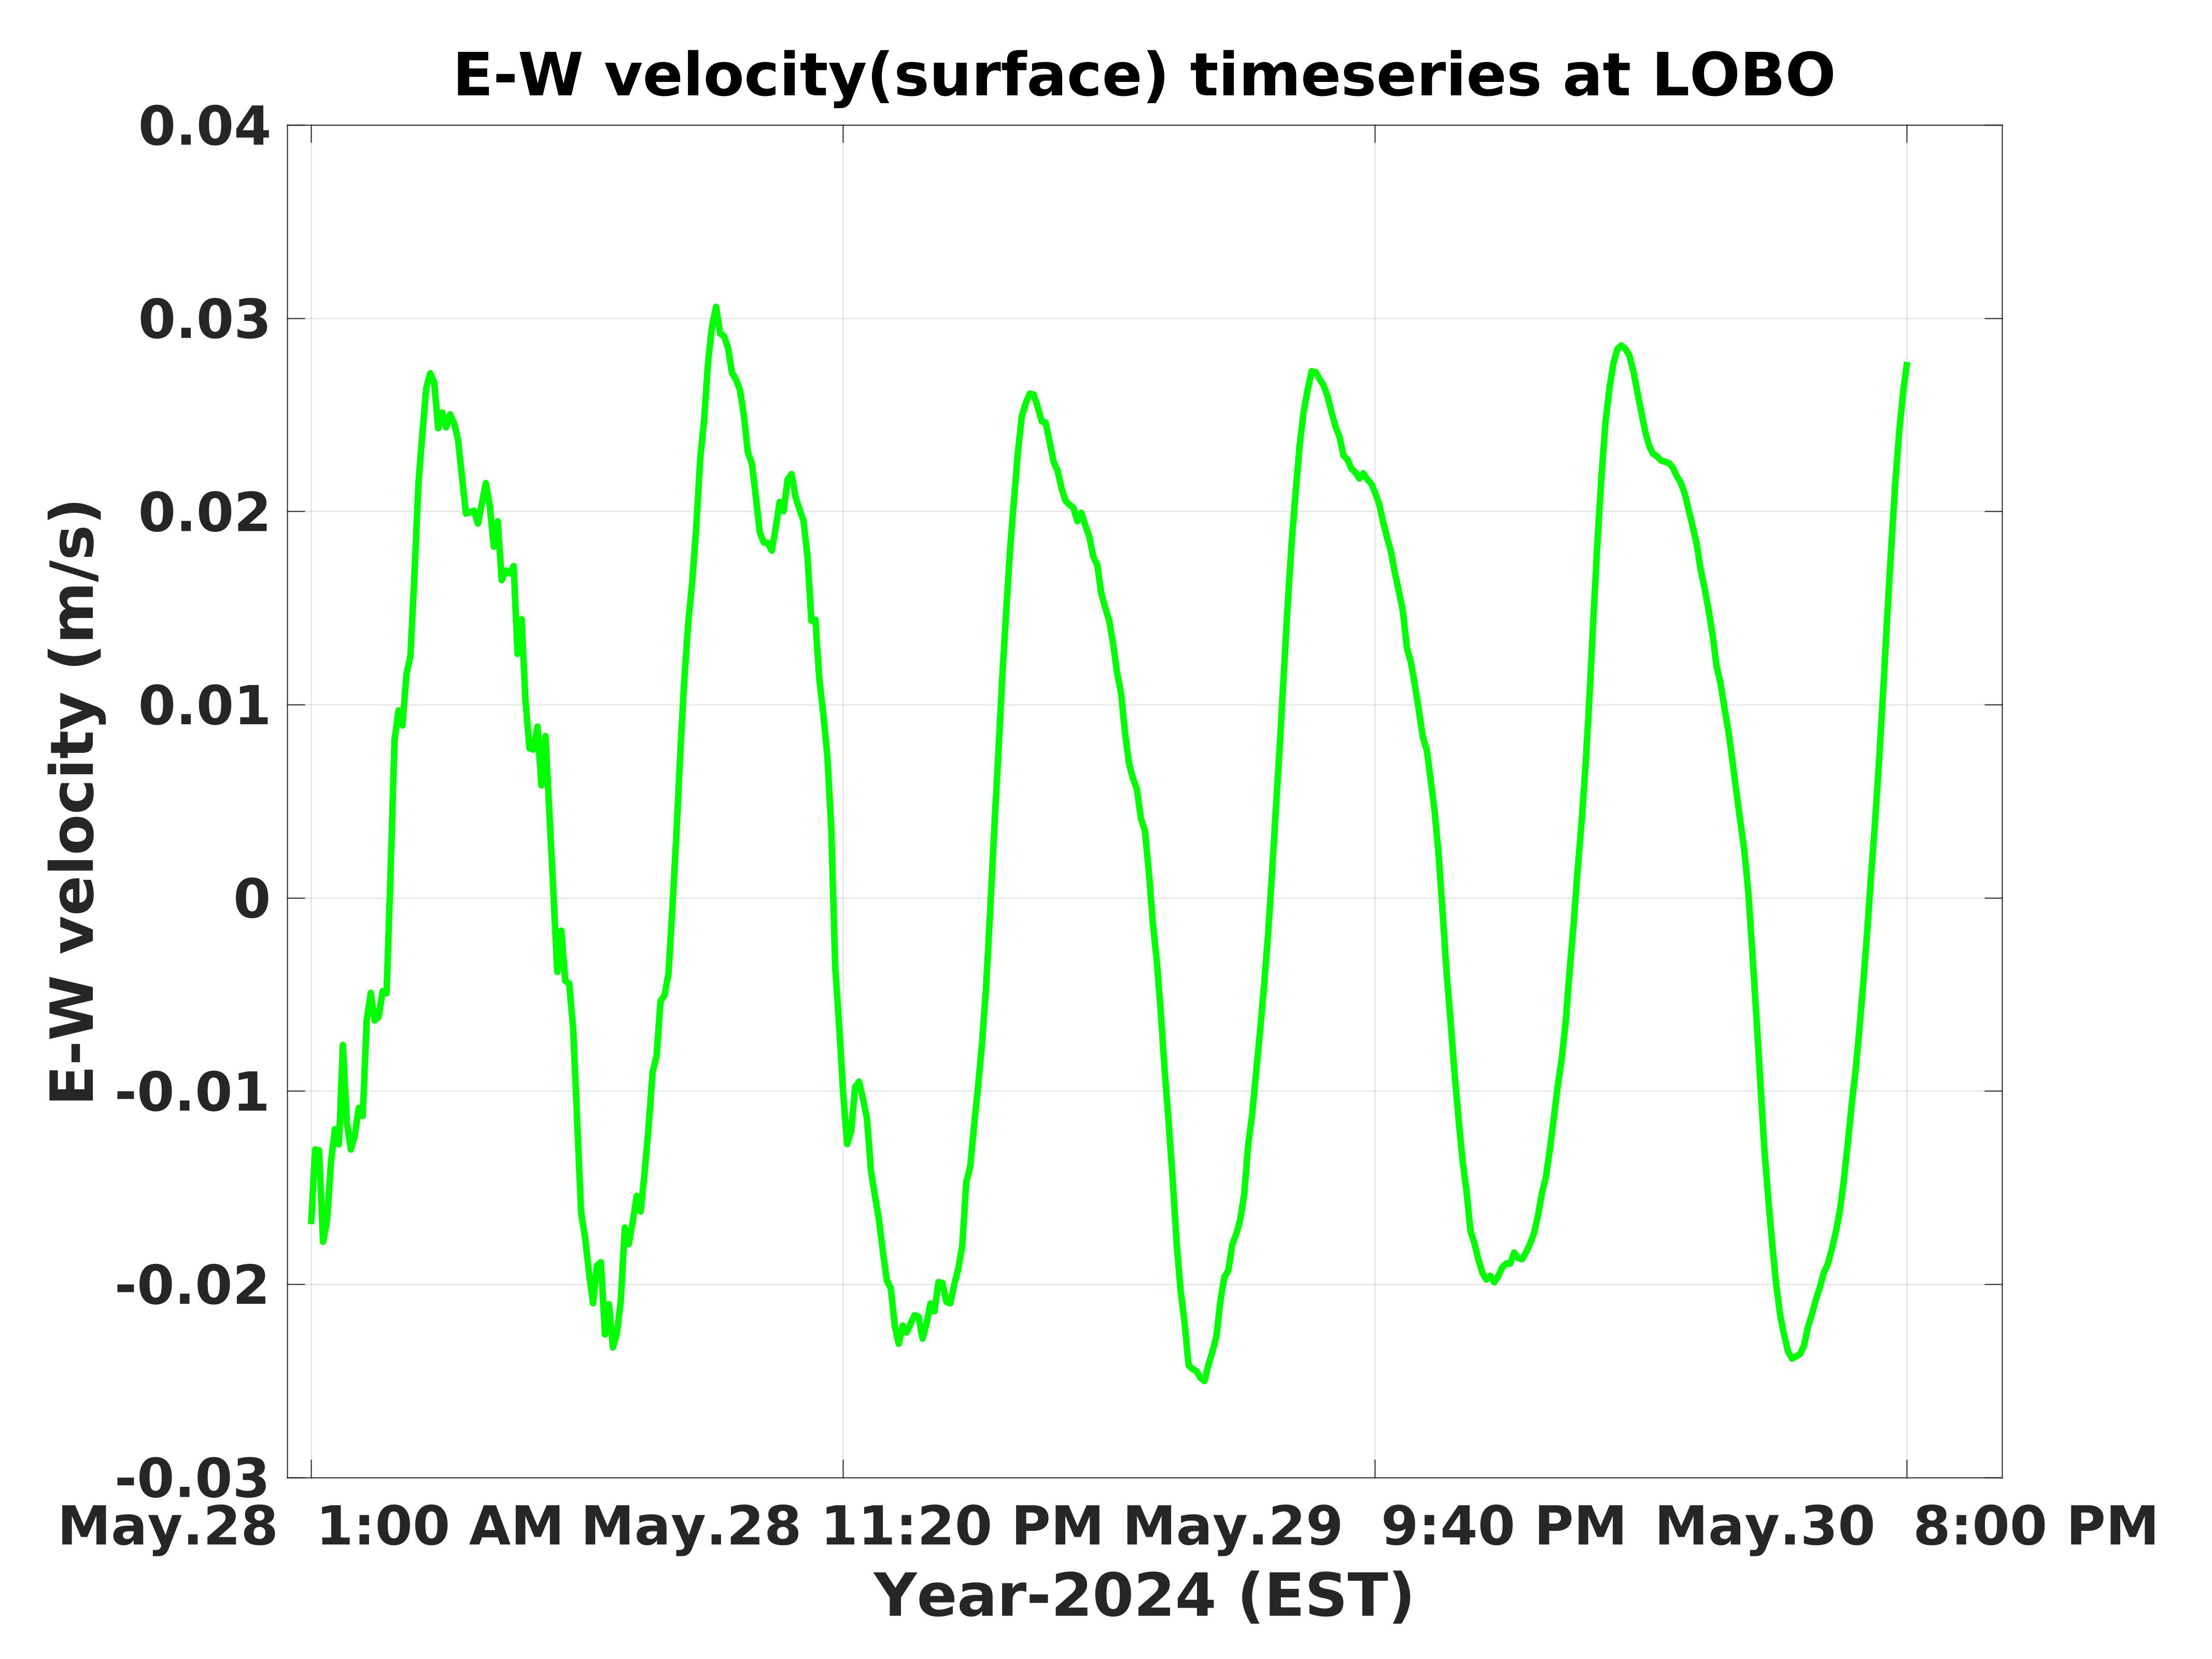 E-W velocity(surface) timeseries at LOBO
0.04
0.03
0.02
0.01
0
-0.01
-0.02
-0.03
E-W velocity (m/s)
May.28 1:00 AM May.28 11:20 PM May.29 9:40 PM May.30 8:00 PM
Year-2024 (EST)